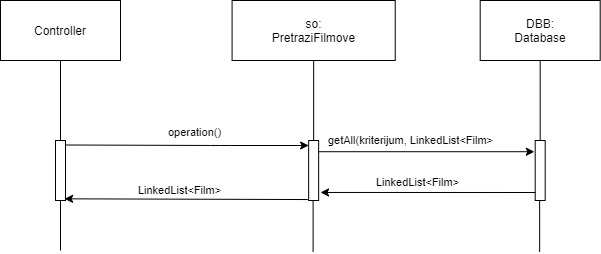 Controller
so:
PretraziFilmove
DBB:
Database
operation()
getAll(kriterijum, LinkedList<Film>
LinkedList<Film>
LinkedList<Film>